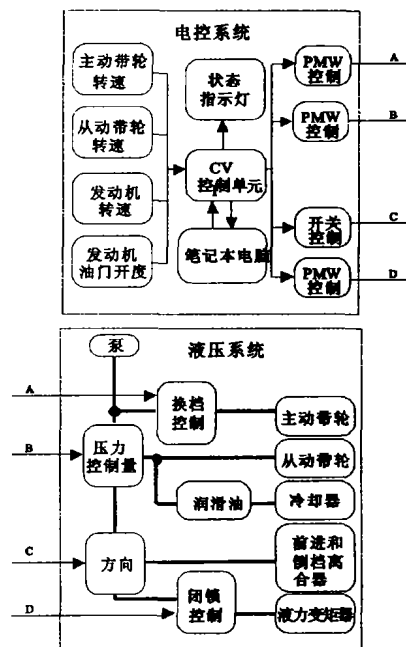 电控系统
主动带轮
转速
从动带轮
转速
发动机
转速
发动机
油门开度
状态
指示灯
CV
控制单元
笔记本电脑
PMW
控制
A
PMW
控制
B
开关
控制
C
PMW
控制
D
液压系统
泵
A
换档
控制
主动带轮
B
压力
控制量
从动带轮
润滑油
冷却器
C
方向
前进和
倒档离
合器
D
闭锁
控制
液力变矩器